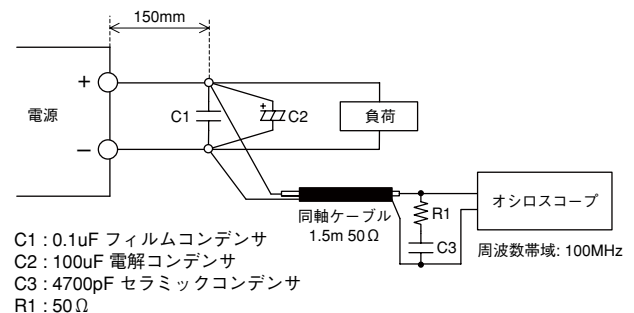 150mm
+
電源
−
C1
+
C2
負荷
同軸ケーブル
1.5m 50Ω
R1
C3
オシロスコープ
周波数帯域: 100MHz
C1 : 0.1uF フィルムコンデンサ
C2 : 100uF 電解コンデンサ
C3 : 4700pF セラミックコンデンサ
R1 : 50Ω